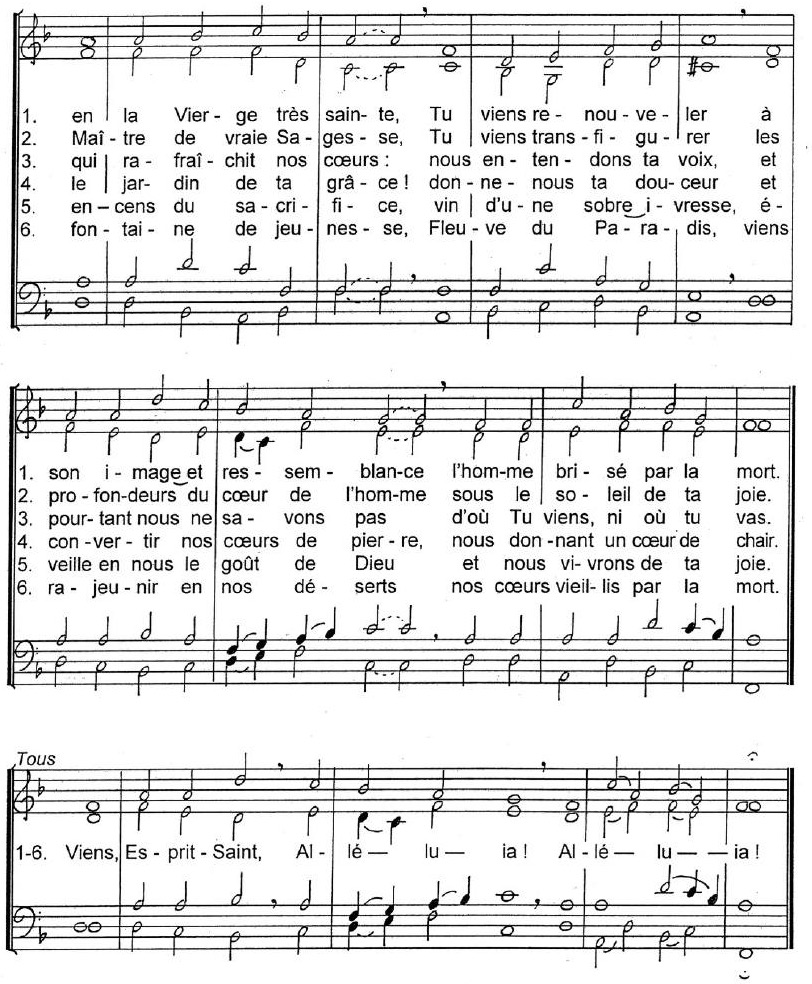 1. en la Vier - ge très sain- te, Tu viens re - nou - ve - ler à
2. Maî - tre de vraie Sa - ges - se, Tu viens trans - fi - gu - rer les
3. qui ra - fraî - chit nos cœurs : nous en - ten - dons ta voix, et
4. le jar- din de ta grâ - ce ! don - ne - nous ta dou- ceur et
5. en – cens du sa - cri - fi - ce, vin d'u - ne sobre‿i - vresse, é-
6. fon - tai - ne de jeu - nes - se, Fleu - ve du Pa - ra - dis, viens
1. son i - mage‿et res - sem - blan-ce l'hom-me bri - sé par la mort.
2. pro - fon-deurs du cœur de l'hom-me sous le so - leil de ta joie.
3. pour- tant nous ne sa - vons pas d'où Tu viens, ni où tu vas.
4. con -ver - tir nos cœurs de pier - re, nous don -nant un cœur de chair.
5. veille en nous le goût de Dieu et nous vi- vrons de ta joie.
6. ra - jeu - nir en nos dé - serts nos cœurs vieil- lis par la mort.
Tous
1-6. Viens, Es - prit - Saint, Al- lé — lu — ia ! Al - lé — lu — ia !